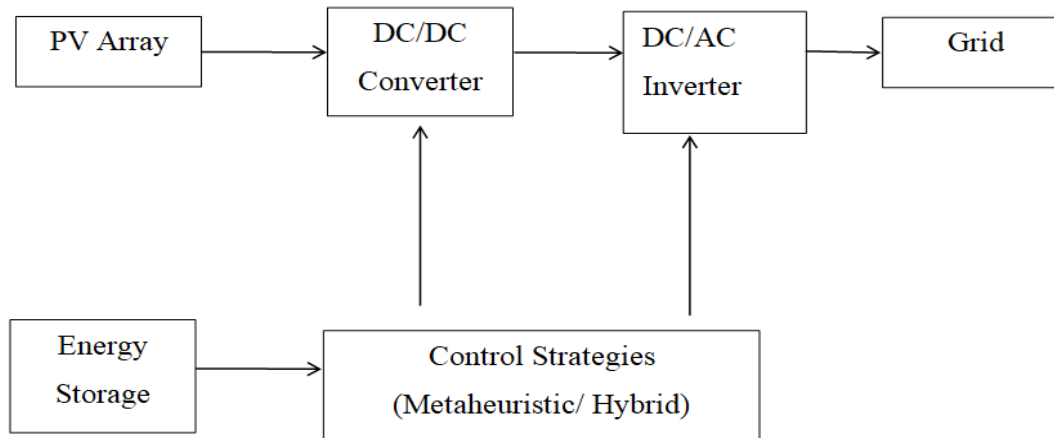 PV Array
DC/DC
Converter
DC/AC
Inverter
Grid
Energy
Storage
Control Strategies
(Metaheuristic/ Hybrid)